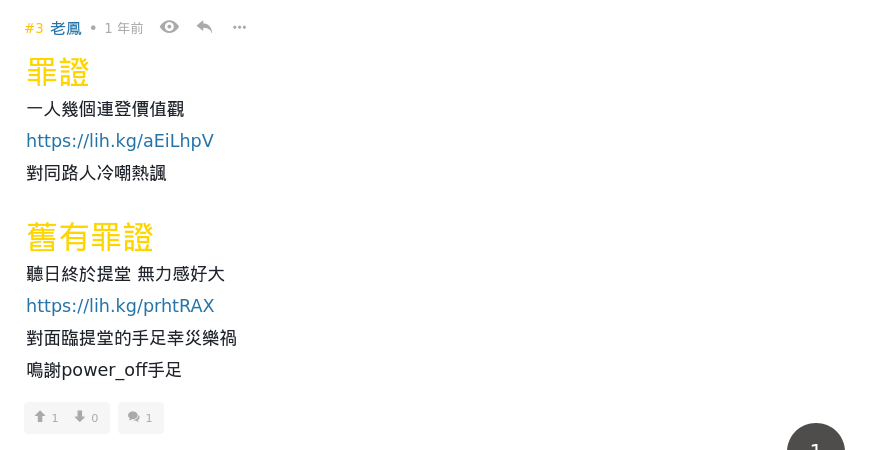 #3 老鳳 • 1 年前
罪證
一人幾個連登價值觀
https://lih.kg/aEiLhpV
對同路人冷嘲熱諷
舊有罪證
聽日終於提堂 無力感好大
https://lih.kg/prhtRAX
對面臨提堂的手足幸災樂禍
鳴謝power_off手足
1 0 1
1